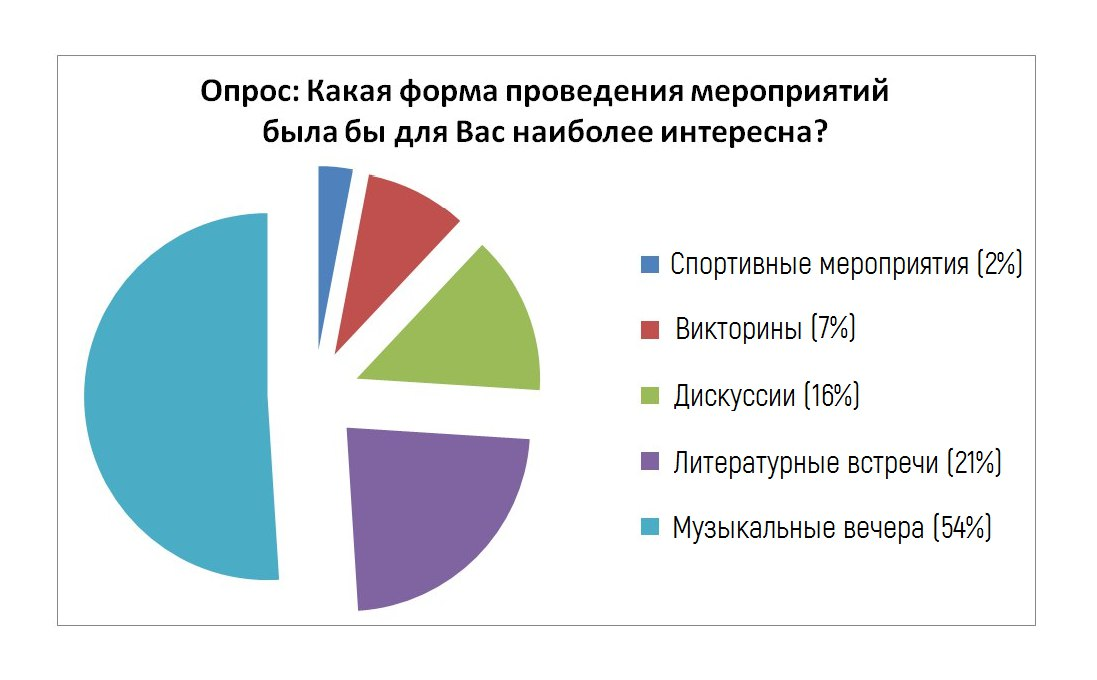 Опрос: Какая форма проведения мероприятий
была бы для Вас наиболее интересна?
Спортивные мероприятия (2%)
Викторины (7%)
Дискуссии (16%)
Литературные встречи (21%)
Музыкальные вечера (54%)